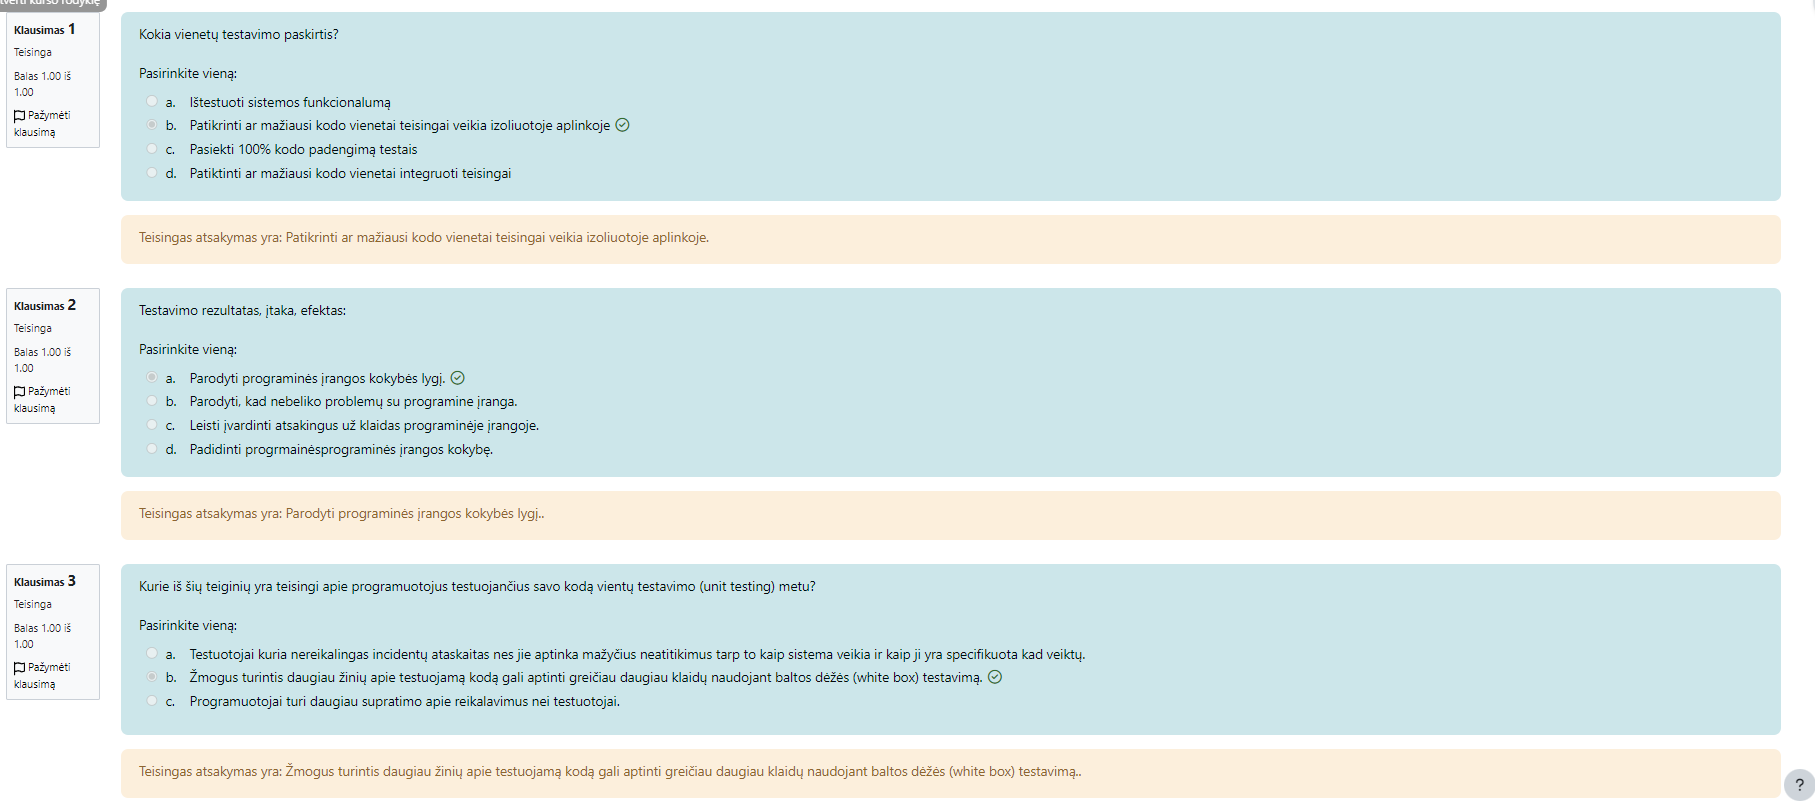 tverti kurso rodyklę
Klausimas 1
Teisinga
Balas 1.00 iš
1.00
Pažymėti
klausimą
Kokia vienetų testavimo paskirtis?
Pasirinkite vieną:
a. Ištestuoti sistemos funkcionalumą
b. Patikrinti ar mažiausi kodo vienetai teisingai veikia izoliuotoje aplinkoje
c. Pasiekti 100% kodo padengimą testais
d. Patiktinti ar mažiausi kodo vienetai integruoti teisingai
Teisingas atsakymas yra: Patikrinti ar mažiausi kodo vienetai teisingai veikia izoliuotoje aplinkoje.
Klausimas 2
Teisinga
Balas 1.00 iš
1.00
Pažymėti
klausimą
Testavimo rezultatas, įtaka, efektas:
Pasirinkite vieną:
a. Parodyti programinės įrangos kokybės lygį.
b. Parodyti, kad nebeliko problemų su programine įranga.
c. Leisti įvardinti atsakingus už klaidas programinėje įrangoje.
d. Padidinti progrmainėsprograminės įrangos kokybę.
Teisingas atsakymas yra: Parodyti programinės įrangos kokybės lygį..
Klausimas 3
Teisinga
Balas 1.00 iš
1.00
Pažymėti
klausimą
Kurie iš šių teiginių yra teisingi apie programuotojus testuojančius savo kodą vientų testavimo (unit testing) metu?
Pasirinkite vieną:
a. Testuotojai kuria nereikalingas incidentų ataskaitas nes jie aptinka mažyčius neatitikimus tarp to kaip sistema veikia ir kaip ji yra specifikuota kad veiktų.
b. Žmogus turintis daugiau žinių apie testuojamą kodą gali aptinti greičiau daugiau klaidų naudojant baltos dėžės (white box) testavimą.
c. Programuotojai turi daugiau supratimo apie reikalavimus nei testuotojai.
Teisingas atsakymas yra: Žmogus turintis daugiau žinių apie testuojamą kodą gali aptinti greičiau daugiau klaidų naudojant baltos dėžės (white box) testavimą..
?